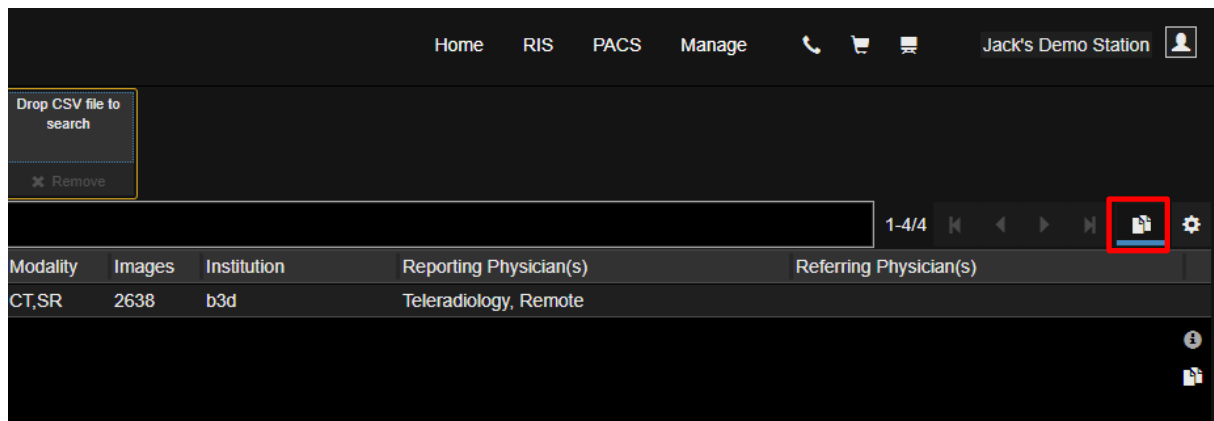 Home RIS PACS Manage Jack's Demo Station
Drop CSV file to
search
✖ Remove
1-4/4
Modality Images Institution Reporting Physician(s) Referring Physician(s)
CT,SR 2638 b3d Teleradiology, Remote